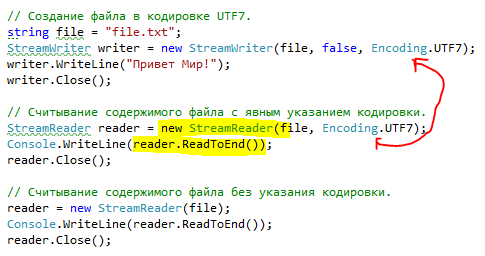 // Создание файла в кодировке UTF7.
string file = "file.txt";
StreamWriter writer = new StreamWriter(file, false, Encoding.UTF7);
writer.WriteLine("Привет Мир!");
writer.Close();
// Считывание содержимого файла с явным указанием кодировки.
StreamReader reader = new StreamReader(file, Encoding.UTF7);
Console.WriteLine(reader.ReadToEnd());
reader.Close();
// Считывание содержимого файла без указания кодировки.
reader = new StreamReader(file);
Console.WriteLine(reader.ReadToEnd());
reader.Close();